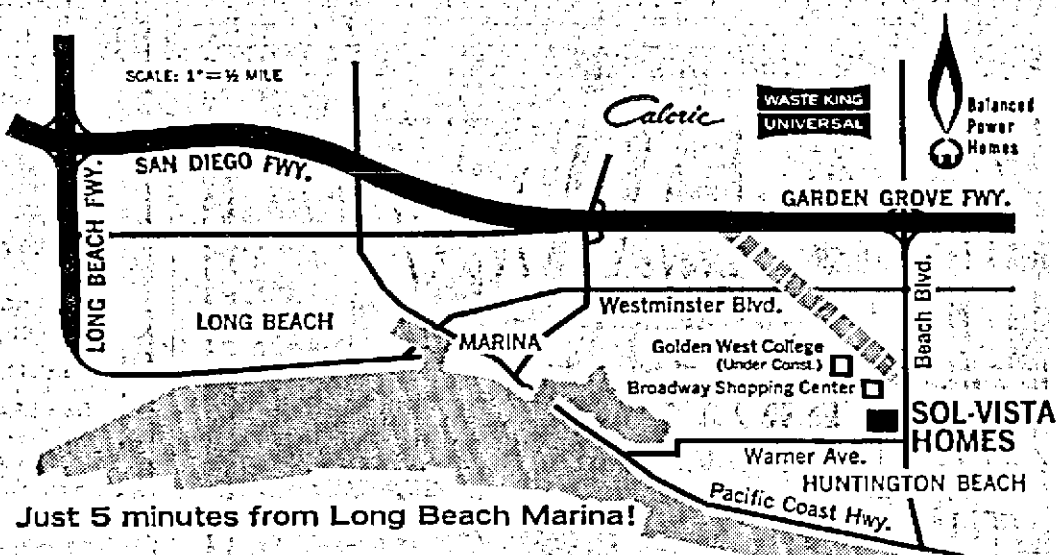 SCALE: 1"=½ MILE
Caloric
WASTE KING
UNIVERSAL
Balanced
Power
Homes
SAN DIEGO FWY.
GARDEN GROVE FWY.
LONG BEACH FWY.
LONG BEACH
MARINA
Westminster Blvd.
Beach Blvd.
Golden West College
(Under Const.)
Broadway Shopping Center
SOL-VISTA
HOMES
Warner Ave.
HUNTINGTON BEACH
Pacific Coast Hwy.
Just 5 minutes from Long Beach Marina!